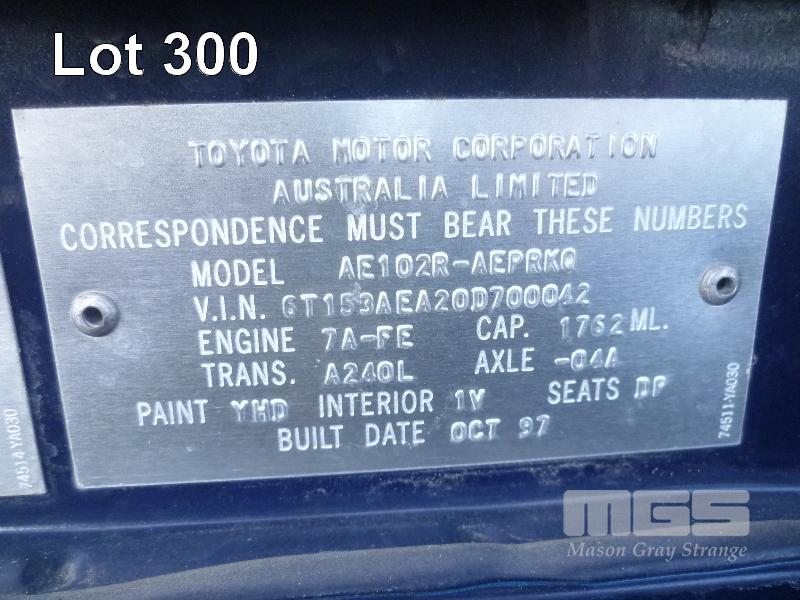 Lot 300
TOYOTA MOTOR CORPORATION
AUSTRALIA LIMITED
CORRESPONDENCE MUST BEAR THESE NUMBERS
MODEL AE102R-AEPRKQ
V.I.N. 6T153AEA20D700042
ENGINE 7A-FE CAP. 1762 ML.
TRANS. A240L AXLE -04A
PAINT YHD INTERIOR 1V SEATS DP
BUILT DATE OCT 97
74511-YA030
74514-YA030
MGS
Mason Gray Strange